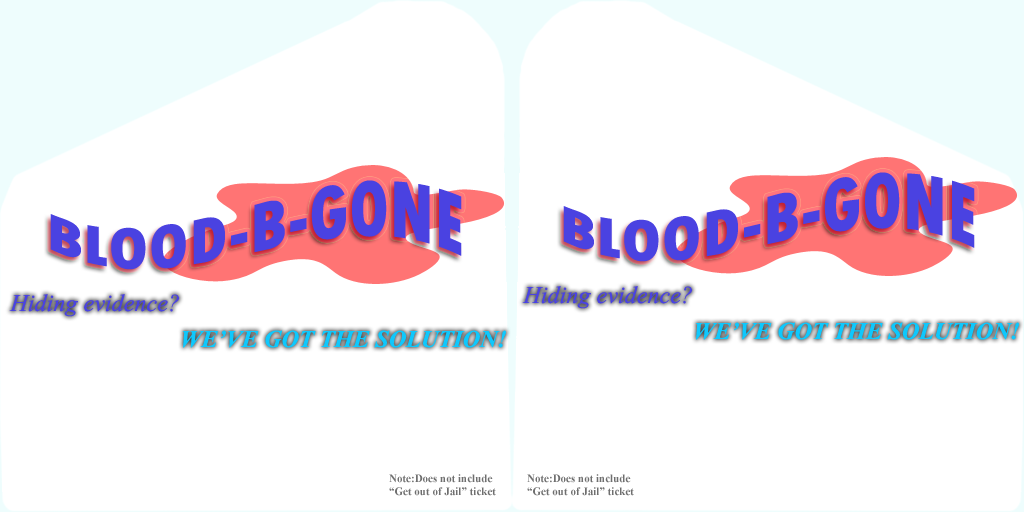 BLOOD-B-GONE
Hiding evidence?
WE'VE GOT THE SOLUTION!
Note:Does not include
“Get out of Jail” ticket
BLOOD-B-GONE
Hiding evidence?
WE'VE GOT THE SOLUTION!
Note:Does not include
“Get out of Jail” ticket